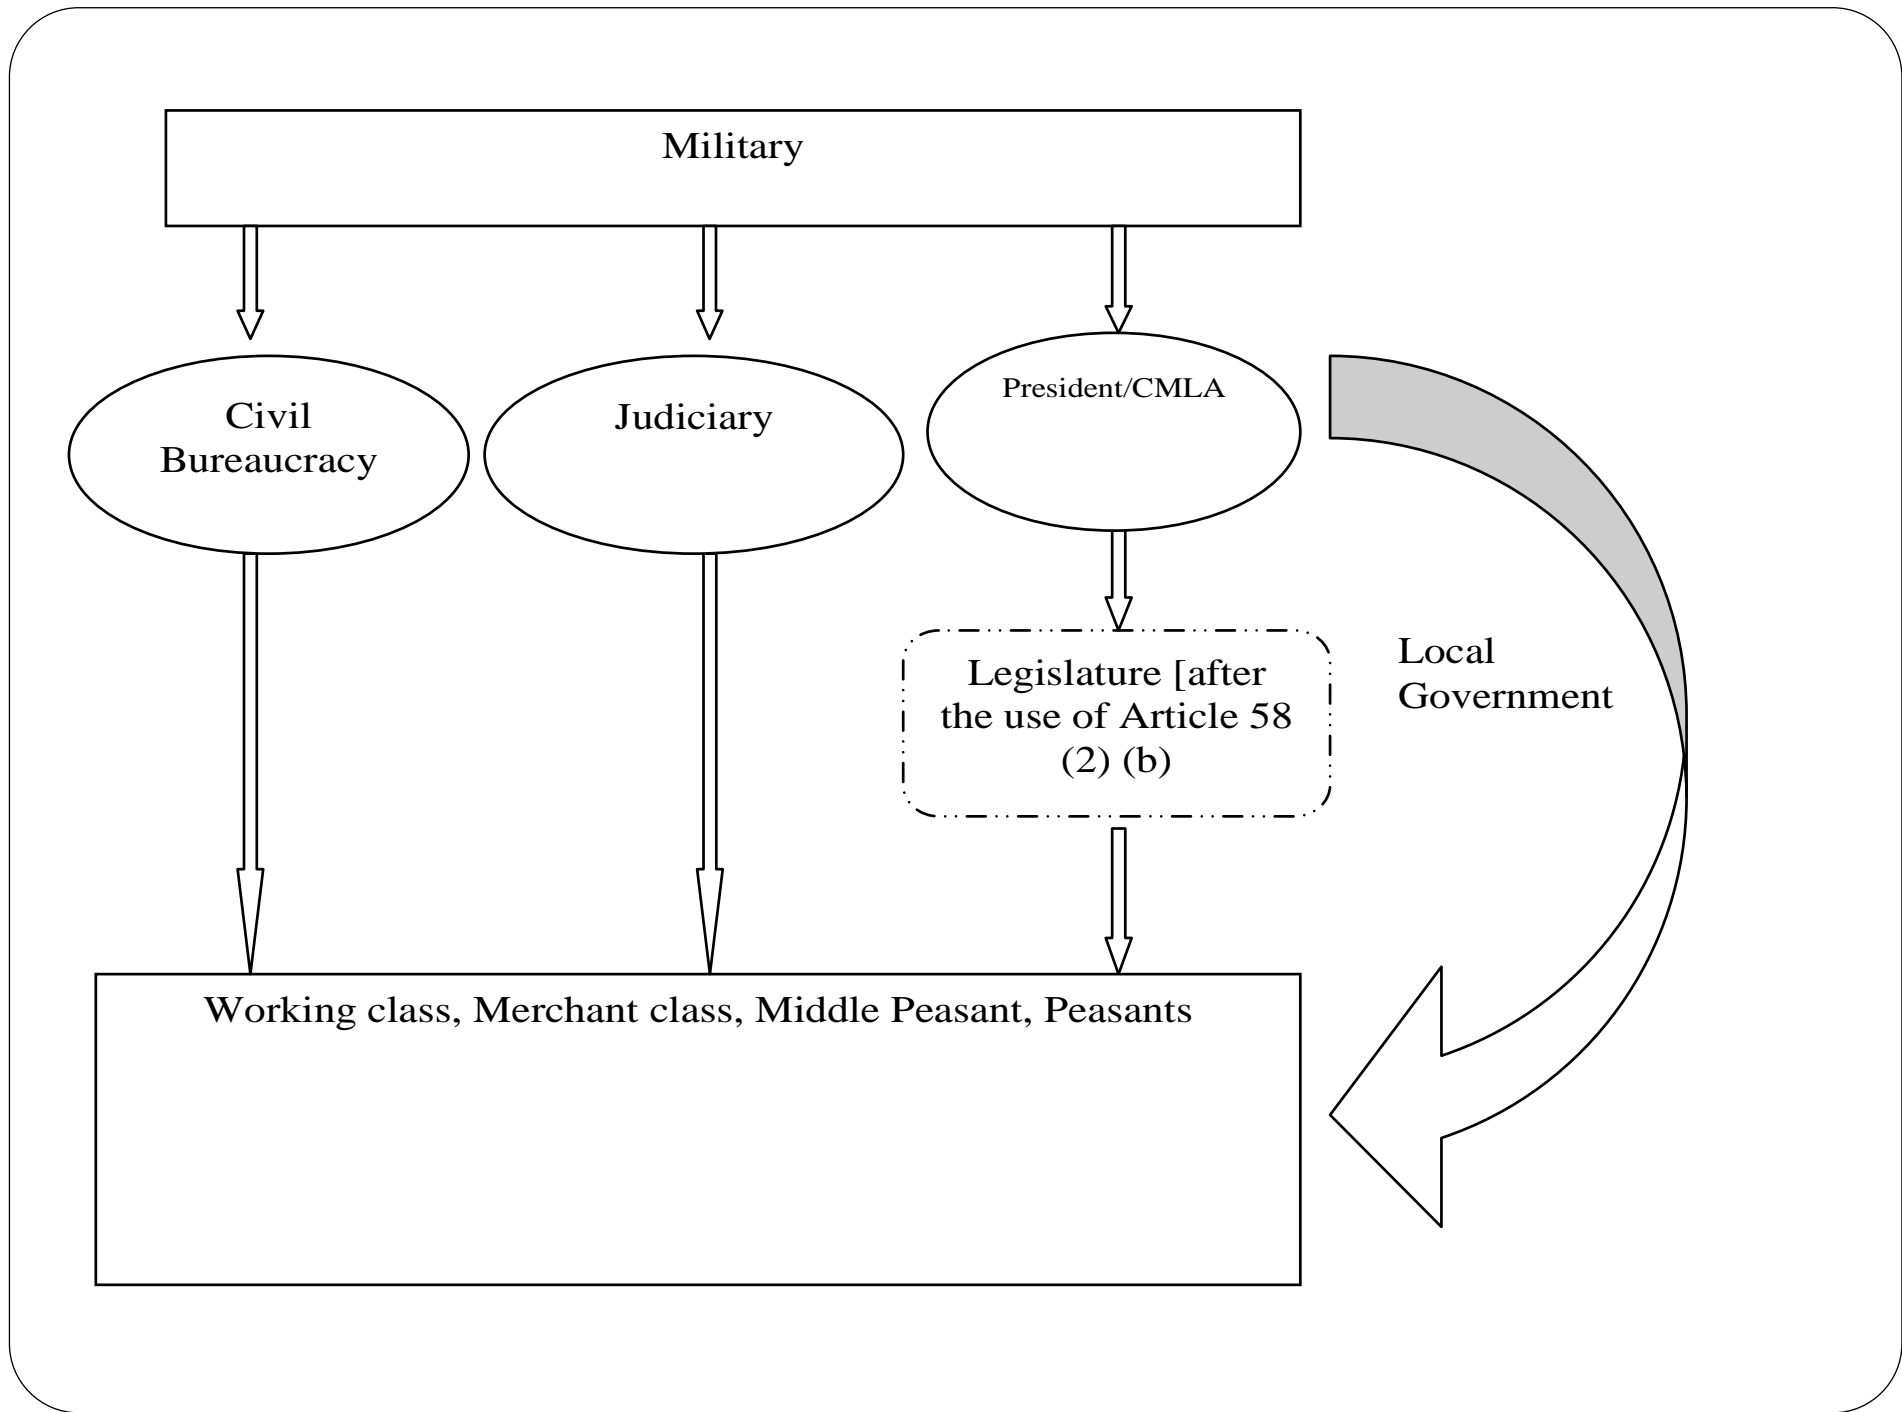 Military
Civil
Bureaucracy
Judiciary
President/CMLA
Legislature [after
the use of Article 58
(2) (b)
Local
Government
Working class, Merchant class, Middle Peasant, Peasants